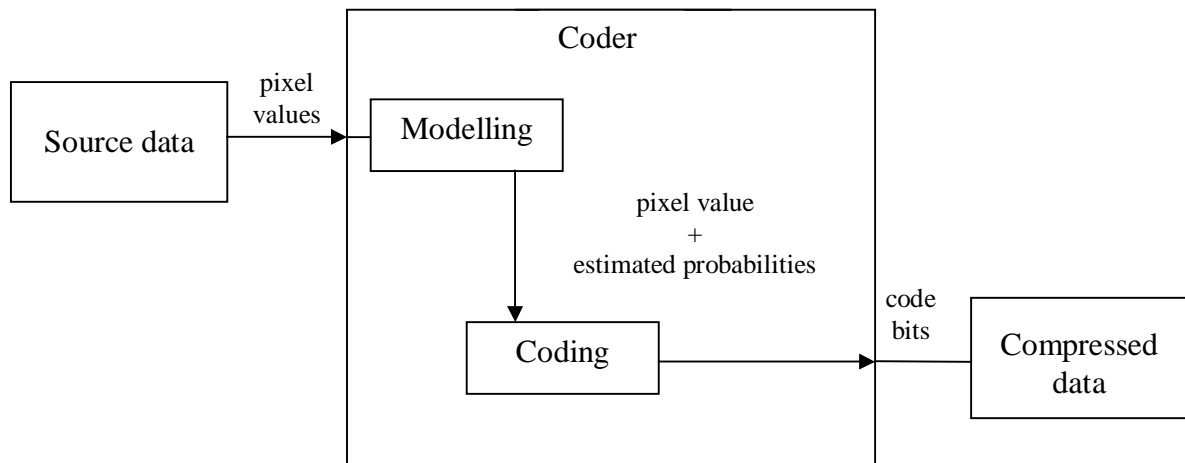 Coder
pixel
values
Source data
Modelling
pixel value
+
estimated probabilities
Coding
code
bits
Compressed
data